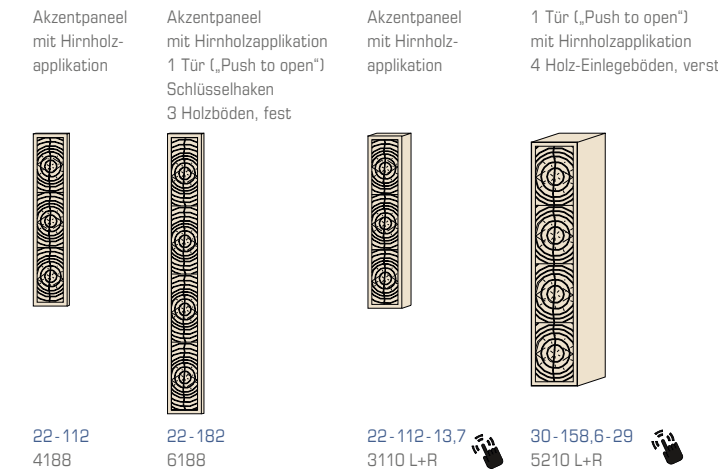 Akzentpaneel
mit Hirnholz-
applikation
Akzentpaneel
mit Hirnholzapplikation
1 Tür („Push to open“)
Schlüsselhaken
3 Holzböden, fest
Akzentpaneel
mit Hirnholz-
applikation
1 Tür („Push to open“)
mit Hirnholzapplikation
4 Holz-Einlegeböden, verst
22-112
4188
22-182
6188
22-112-13,7
3110 L+R
30-158,6-29
5210 L+R